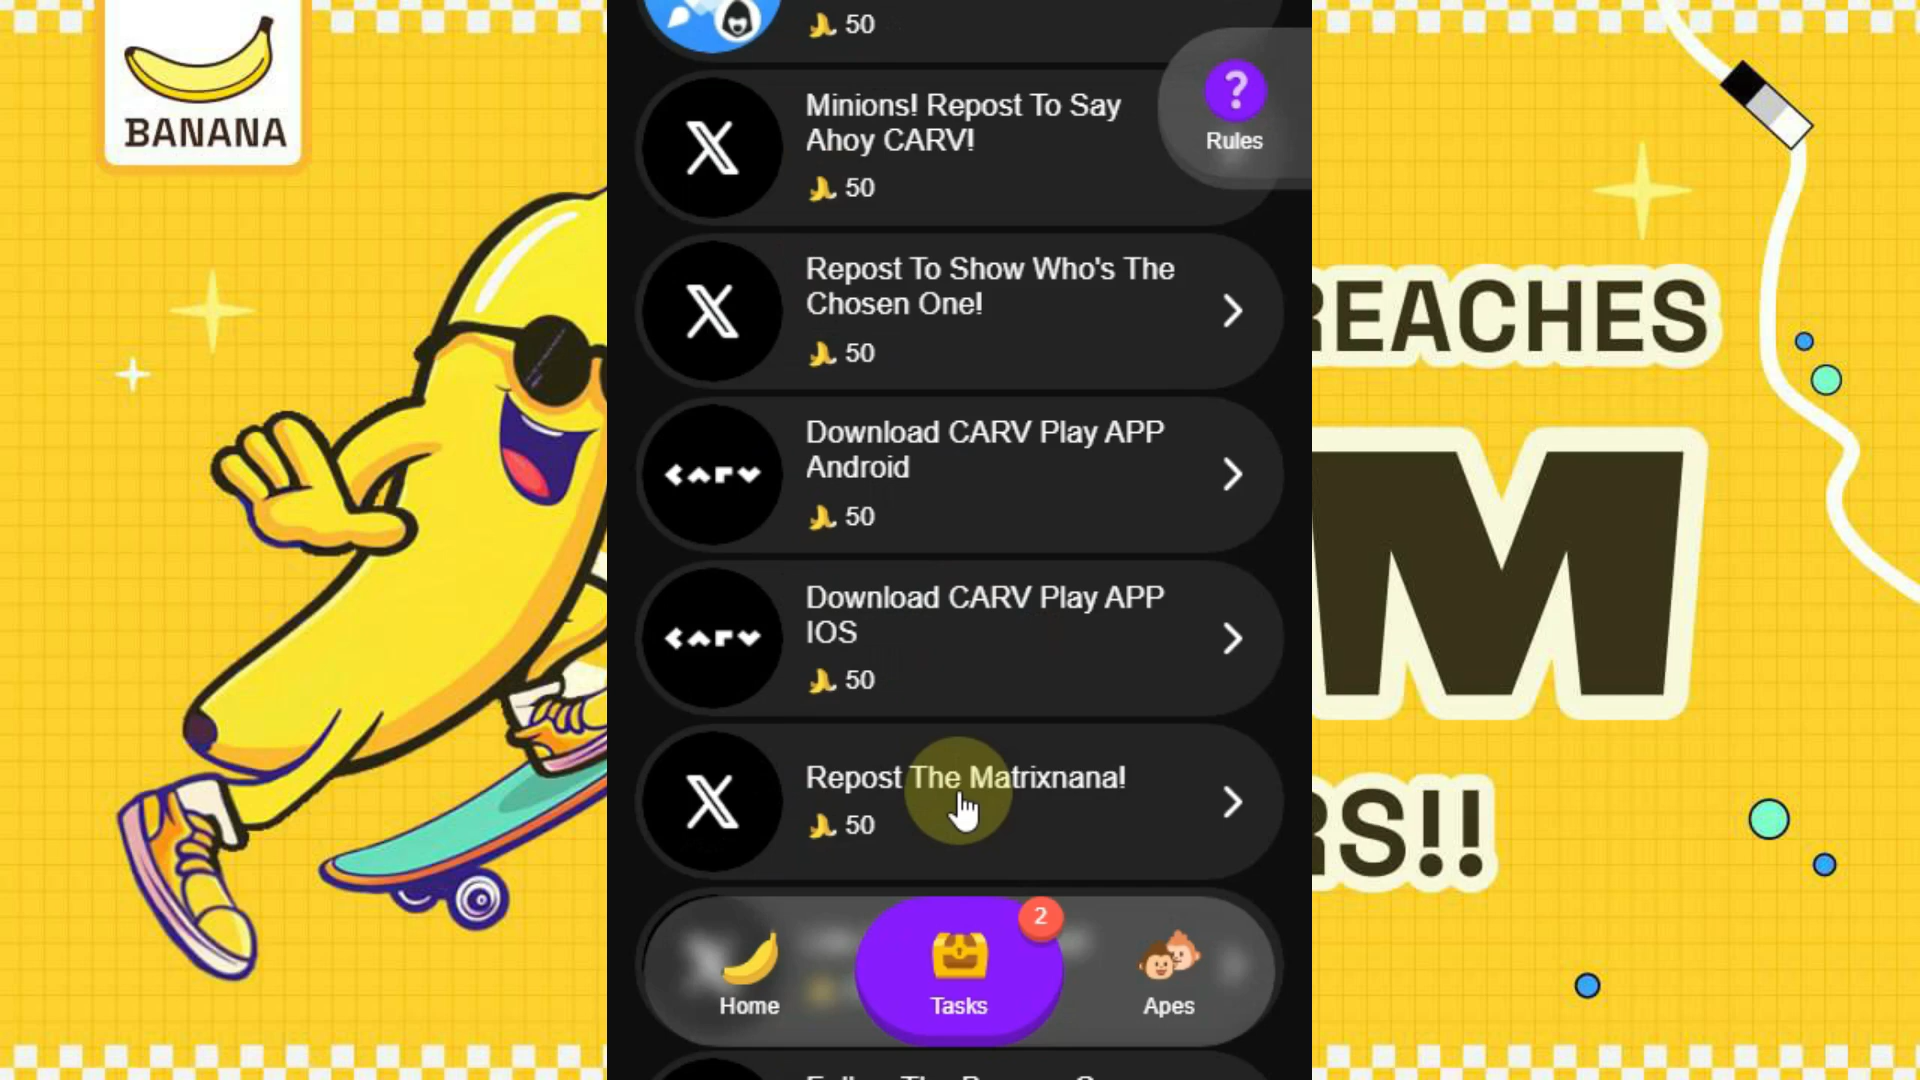 BANANA
50
Minions! Repost To Say
Ahoy CARV!
50
Rules
Repost To Show Who's The
Chosen One!
50
Download CARV Play APP
Android
50
Download CARV Play APP
IOS
50
Repost The Matrixnana!
50
2
Home
Tasks
Apes
REACHES
M
RS!!